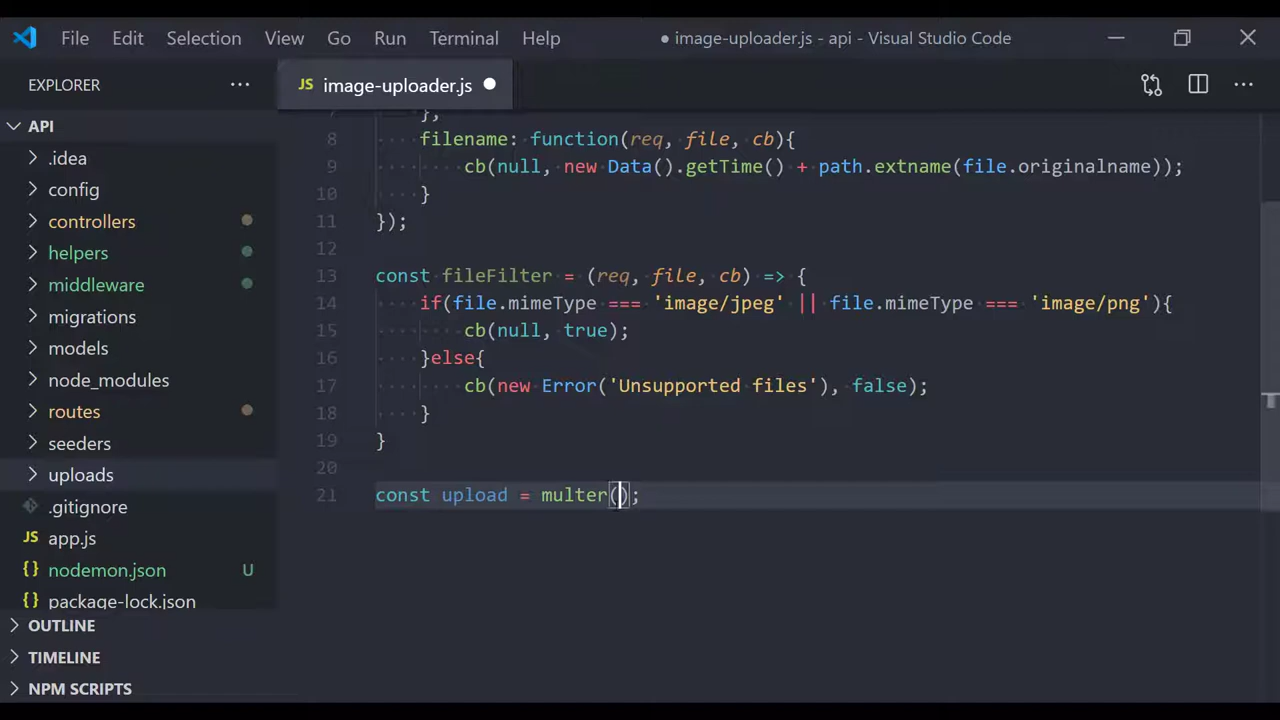 File Edit Selection View Go Run Terminal Help ● image-uploader.js - api - Visual Studio Code
EXPLORER ···
JS image-uploader.js
API
.idea
config
controllers
helpers
middleware
migrations
models
node_modules
routes
seeders
uploads
.gitignore
app.js
{} nodemon.json U
{} package-lock.json
OUTLINE
TIMELINE
NPM SCRIPTS
7 },
8 filename: function(req, file, cb){
9 cb(null, new Data().getTime() + path.extname(file.originalname));
10 }
11 });
12
13 const fileFilter = (req, file, cb) => {
14 if(file.mimeType === 'image/jpeg' || file.mimeType === 'image/png'){
15 cb(null, true);
16 }else{
17 cb(new Error('Unsupported files'), false);
18 }
19 }
20
21 const upload = multer();